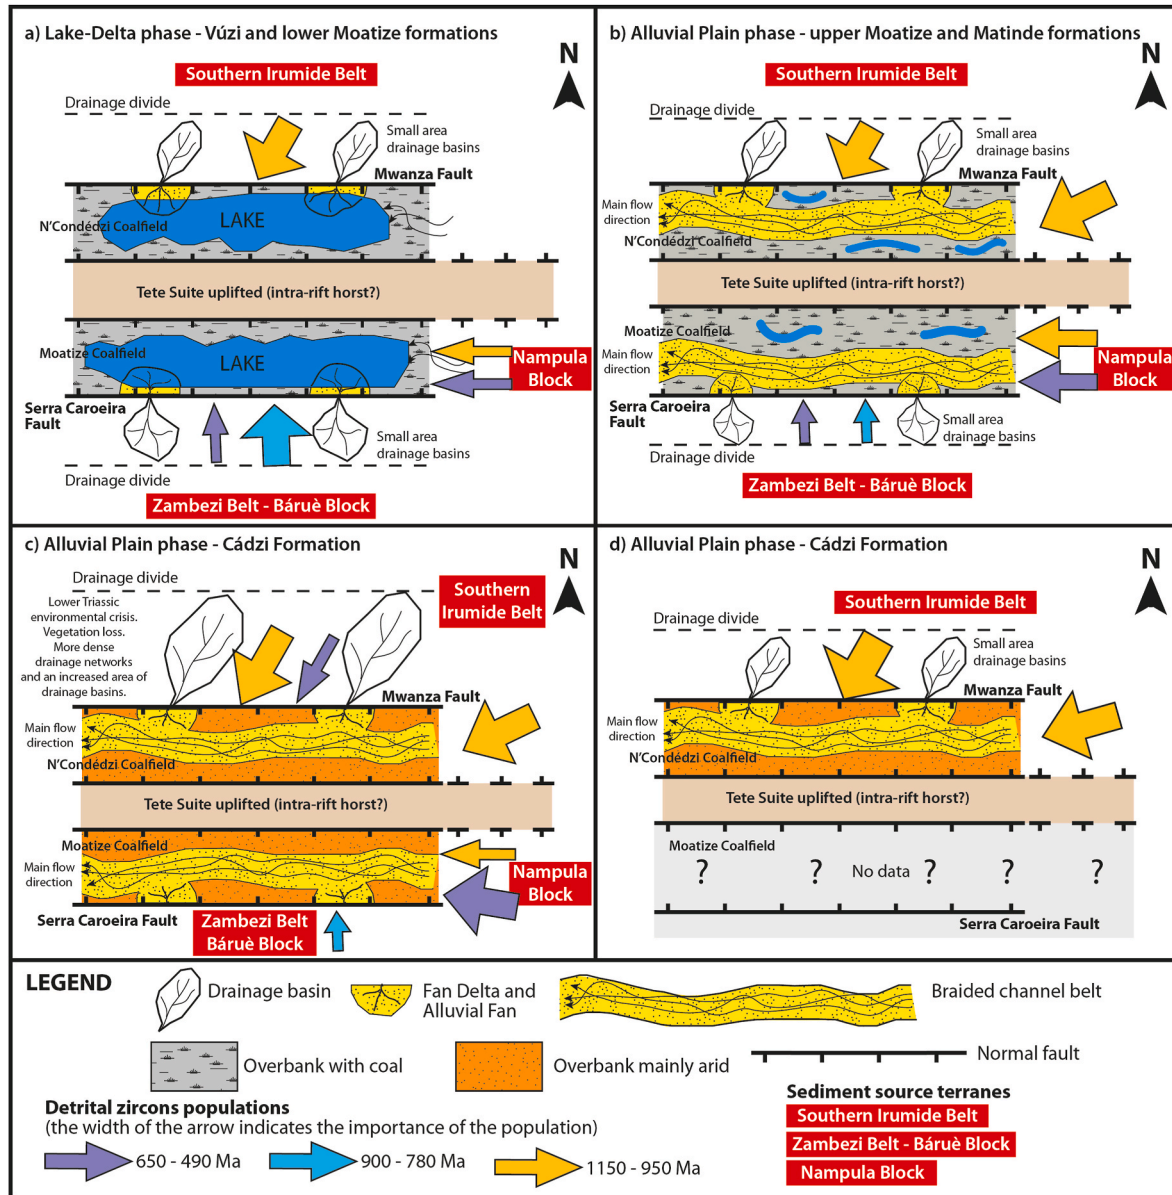 a) Lake-Delta phase - Vúzi and lower Moatize formations
N
Southern Irumide Belt
Drainage divide
Small area
drainage basins
Mwanza Fault
N'Condédzi Coalfield
LAKE
Tete Suite uplifted (intra-rift horst?)
Moatize Coalfield
LAKE
Nampula
Block
Serra Caroeira
Fault
Small area
drainage basins
Drainage divide
Zambezi Belt - Báruè Block
b) Alluvial Plain phase - upper Moatize and Matinde formations
N
Southern Irumide Belt
Drainage divide
Small area
drainage basins
Mwanza Fault
Main flow
direction
N'Condédzi Coalfield
Tete Suite uplifted (intra-rift horst?)
Moatize Coalfield
Main flow
direction
Nampula
Block
Serra Caroeira
Fault
Small area
drainage basins
Drainage divide
Zambezi Belt - Báruè Block
c) Alluvial Plain phase - Cádzi Formation
N
Drainage divide
Southern
Irumide Belt
Lower Triassic
environmental crisis.
Vegetation loss.
More dense
drainage networks
and an increased area of
drainage basins.
Mwanza Fault
Main flow
direction
N'Condédzi Coalfield
Tete Suite uplifted (intra-rift horst?)
Moatize Coalfield
Main flow
direction
Nampula
Block
Serra Caroeira Fault
Zambezi Belt
Báruè Block
d) Alluvial Plain phase - Cádzi Formation
N
Southern Irumide Belt
Drainage divide
Small area
drainage basins
Mwanza Fault
Main flow
direction
N'Condédzi Coalfield
Tete Suite uplifted (intra-rift horst?)
Moatize Coalfield
? ? No data ? ? ?
Serra Caroeira Fault
LEGEND
Drainage basin
Fan Delta and
Alluvial Fan
Braided channel belt
Overbank with coal
Overbank mainly arid
Normal fault
Detrital zircons populations
(the width of the arrow indicates the importance of the population)
650 - 490 Ma
900 - 780 Ma
1150 - 950 Ma
Sediment source terranes
Southern Irumide Belt
Zambezi Belt - Báruè Block
Nampula Block